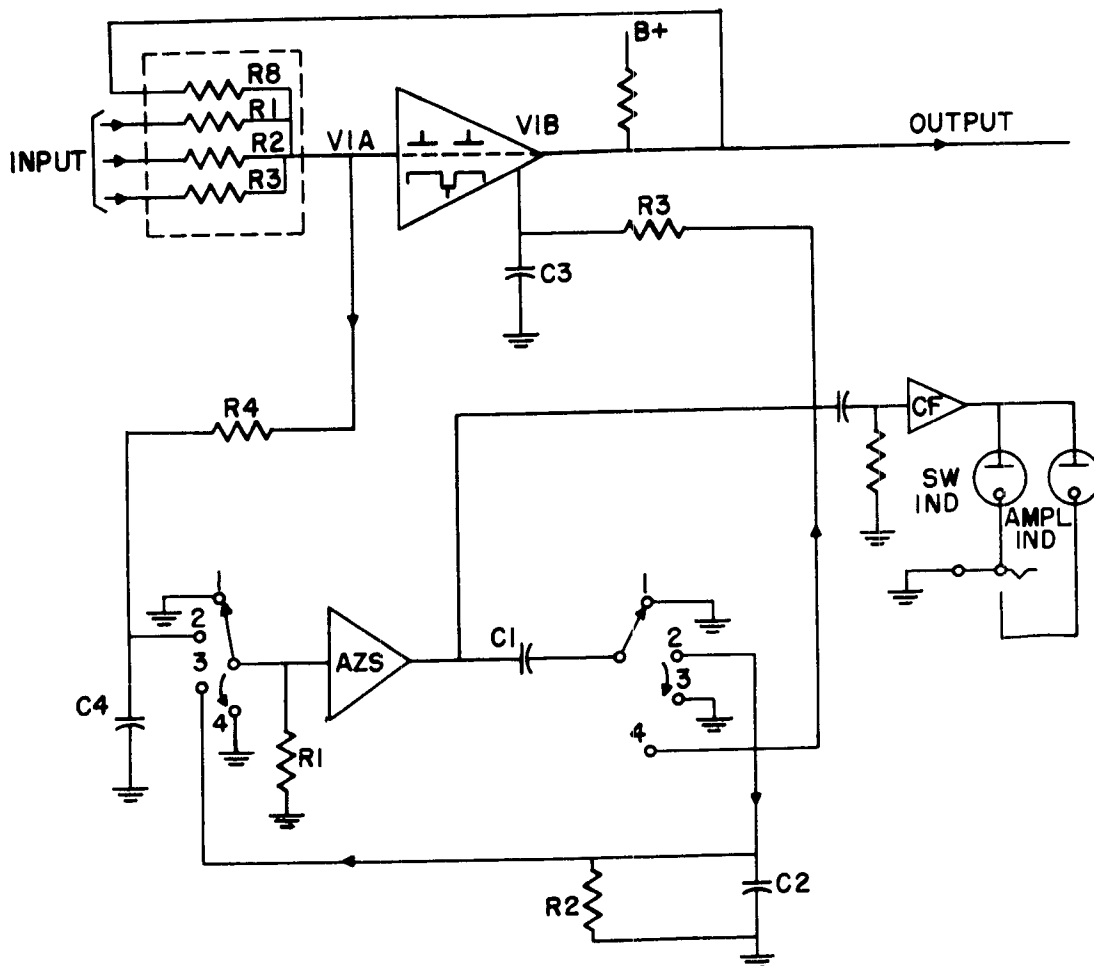 B+
R8
R1
V1A
V1B
OUTPUT
INPUT
R2
R3
R3
C3
R4
CF
SW
IND
AMPL
IND
1
2
3
4
AZS
C1
1
2
3
4
C4
R1
R2
C2